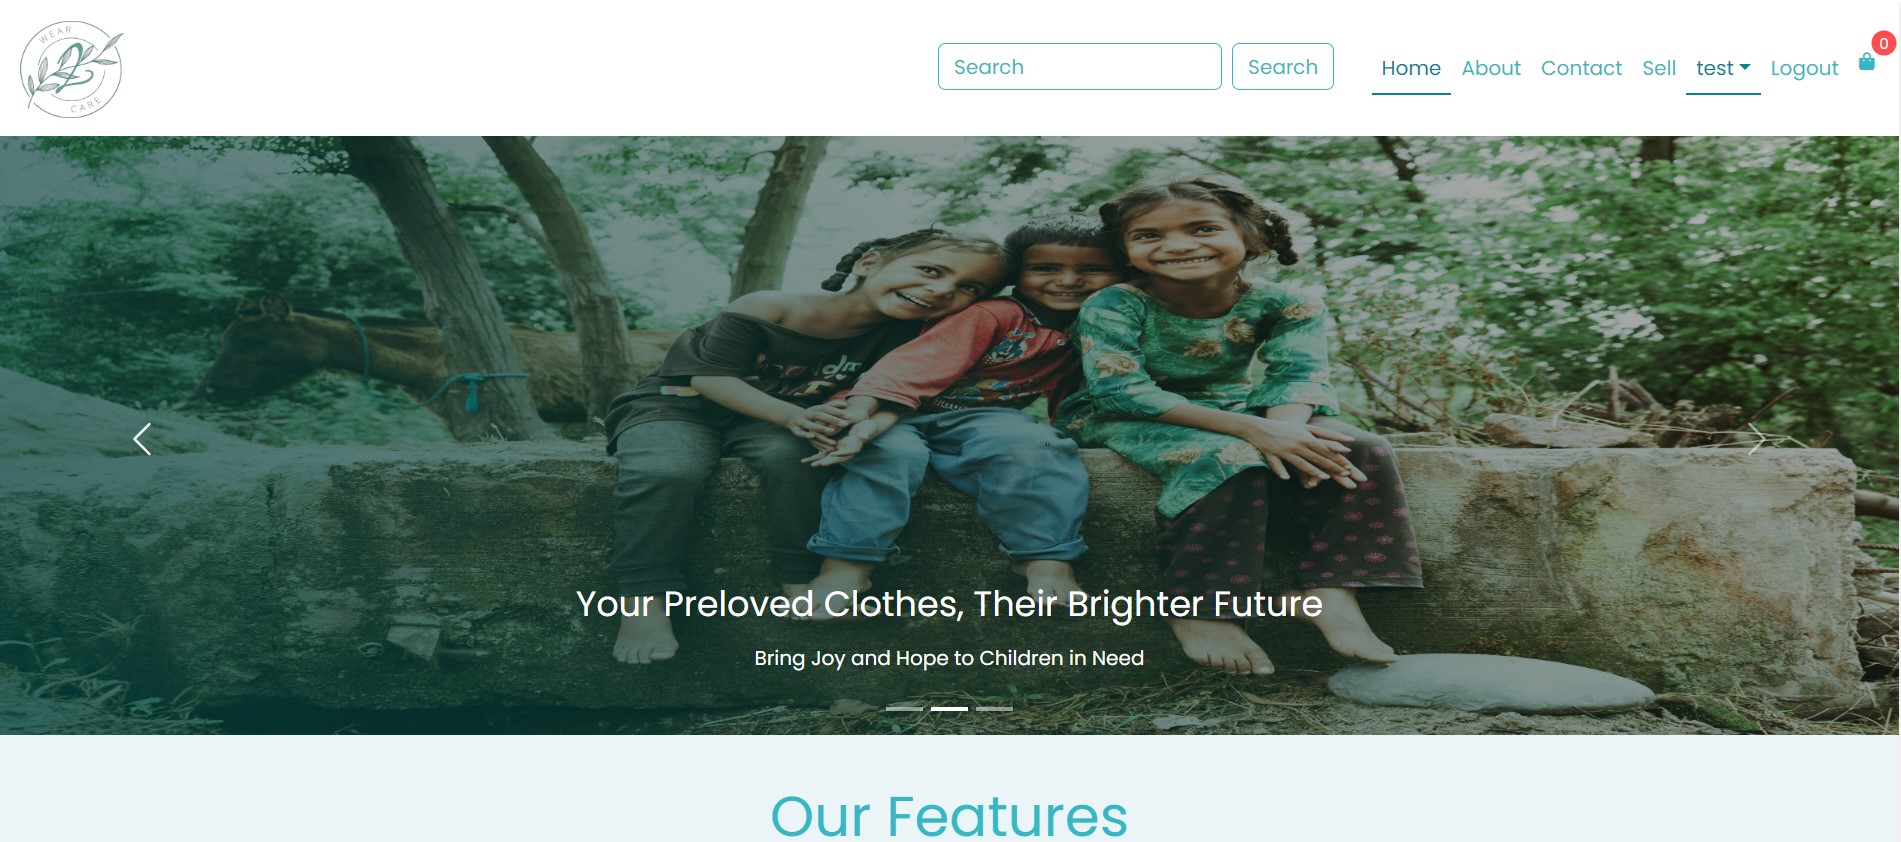 WEAR
2
CARE
Search
Search
Home
About
Contact
Sell
test
Logout
0
Your Preloved Clothes, Their Brighter Future
Bring Joy and Hope to Children in Need
Our Features